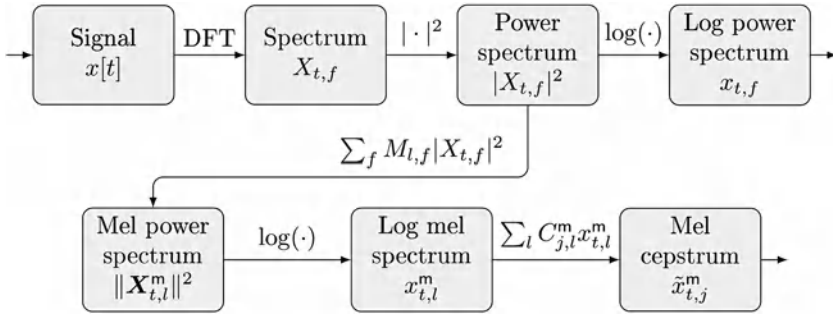 Signal
x[t]
DFT
Spectrum
X_{t,f}
| · |^2
Power
spectrum
|X_{t,f}|^2
log(·)
Log power
spectrum
x_{t,f}
∑_f M_{l,f}|X_{t,f}|^2
Mel power
spectrum
‖X^m_{t,l}‖^2
log(·)
Log mel
spectrum
x^m_{t,l}
∑_l C^m_{j,l} x^m_{t,l}
Mel
cepstrum
x̃^m_{t,j}